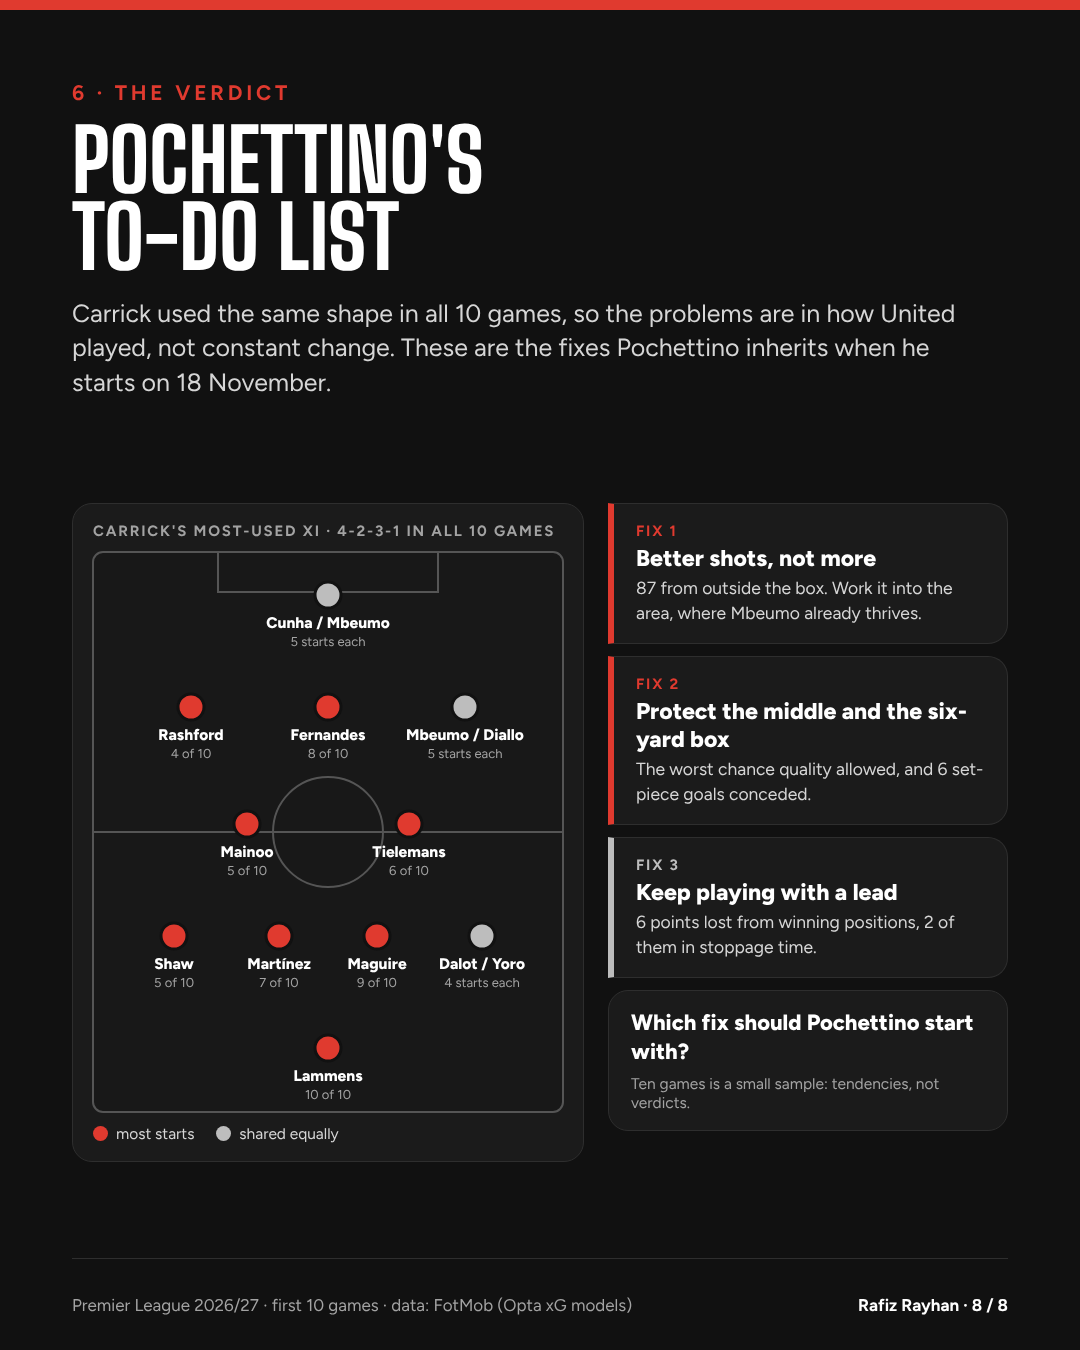 6 · THE VERDICT
POCHETTINO'S
TO-DO LIST
Carrick used the same shape in all 10 games, so the problems are in how United
played, not constant change. These are the fixes Pochettino inherits when he
starts on 18 November.
CARRICK'S MOST-USED XI · 4-2-3-1 IN ALL 10 GAMES
Cunha / Mbeumo
5 starts each
Rashford
4 of 10
Fernandes
8 of 10
Mbeumo / Diallo
5 starts each
Mainoo
5 of 10
Tielemans
6 of 10
Shaw
5 of 10
Martínez
7 of 10
Maguire
9 of 10
Dalot / Yoro
4 starts each
Lammens
10 of 10
most starts
shared equally
FIX 1
Better shots, not more
87 from outside the box. Work it into the
area, where Mbeumo already thrives.
FIX 2
Protect the middle and the six-
yard box
The worst chance quality allowed, and 6 set-
piece goals conceded.
FIX 3
Keep playing with a lead
6 points lost from winning positions, 2 of
them in stoppage time.
Which fix should Pochettino start
with?
Ten games is a small sample: tendencies, not
verdicts.
Premier League 2026/27 · first 10 games · data: FotMob (Opta xG models)
Rafiz Rayhan · 8 / 8